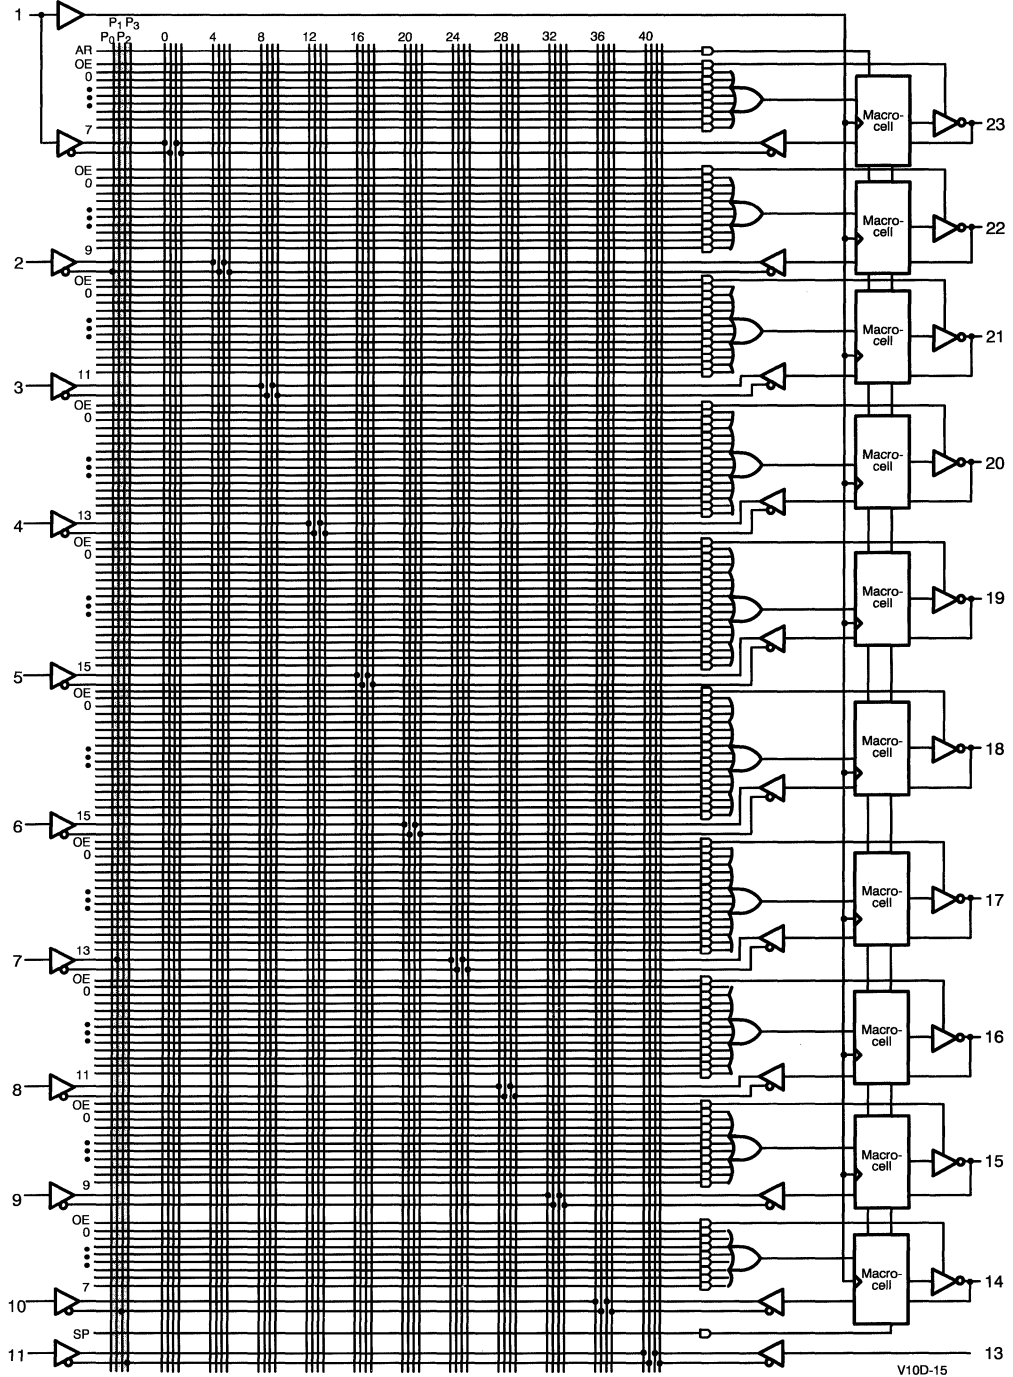 1
P1 P3
P0 P2
0 4 8 12 16 20 24 28 32 36 40
AR
OE
0
7
Macro-
cell
23
OE
0
9
Macro-
cell
22
2
OE
0
11
Macro-
cell
21
3
OE
0
13
Macro-
cell
20
4
OE
0
15
Macro-
cell
19
5
OE
0
15
Macro-
cell
18
6
OE
0
13
Macro-
cell
17
7
OE
0
11
Macro-
cell
16
8
OE
0
9
Macro-
cell
15
9
OE
0
7
Macro-
cell
14
10
SP
11
13
V10D-15